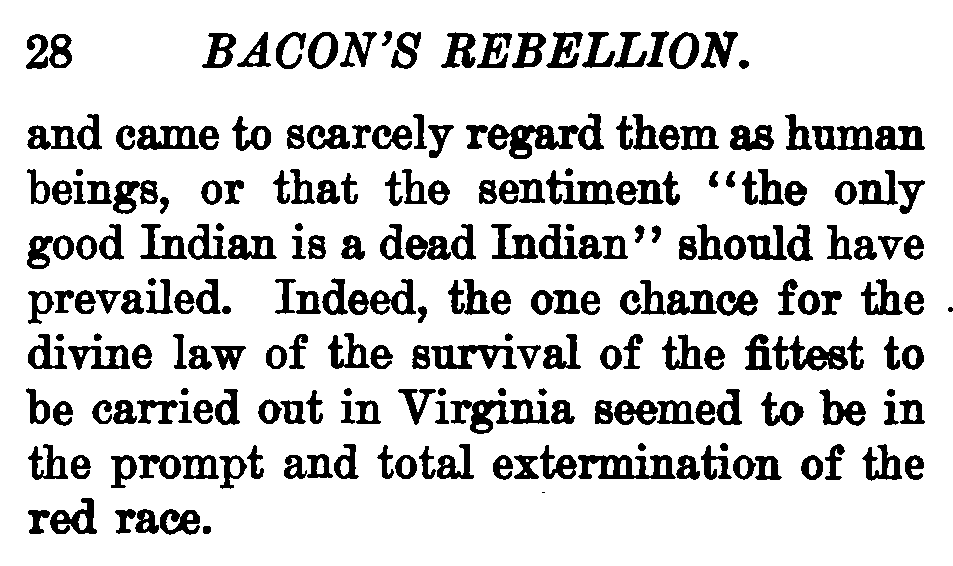 28 BACON'S REBELLION.
and came to scarcely regard them as human
beings, or that the sentiment “the only
good Indian is a dead Indian” should have
prevailed. Indeed, the one chance for the
divine law of the survival of the fittest to
be carried out in Virginia seemed to be in
the prompt and total extermination of the
red race.